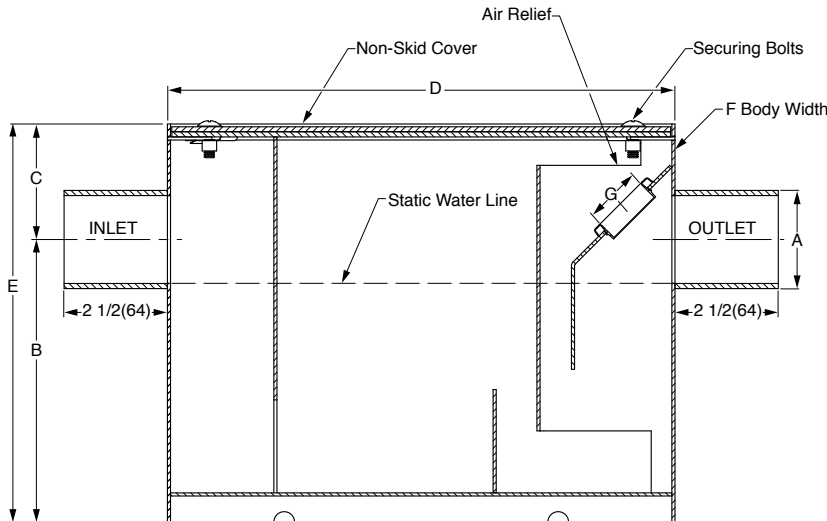 Air Relief
Non-Skid Cover
Securing Bolts
D
F Body Width
C
G
Static Water Line
INLET
OUTLET
A
E
2 1/2(64)
2 1/2(64)
B